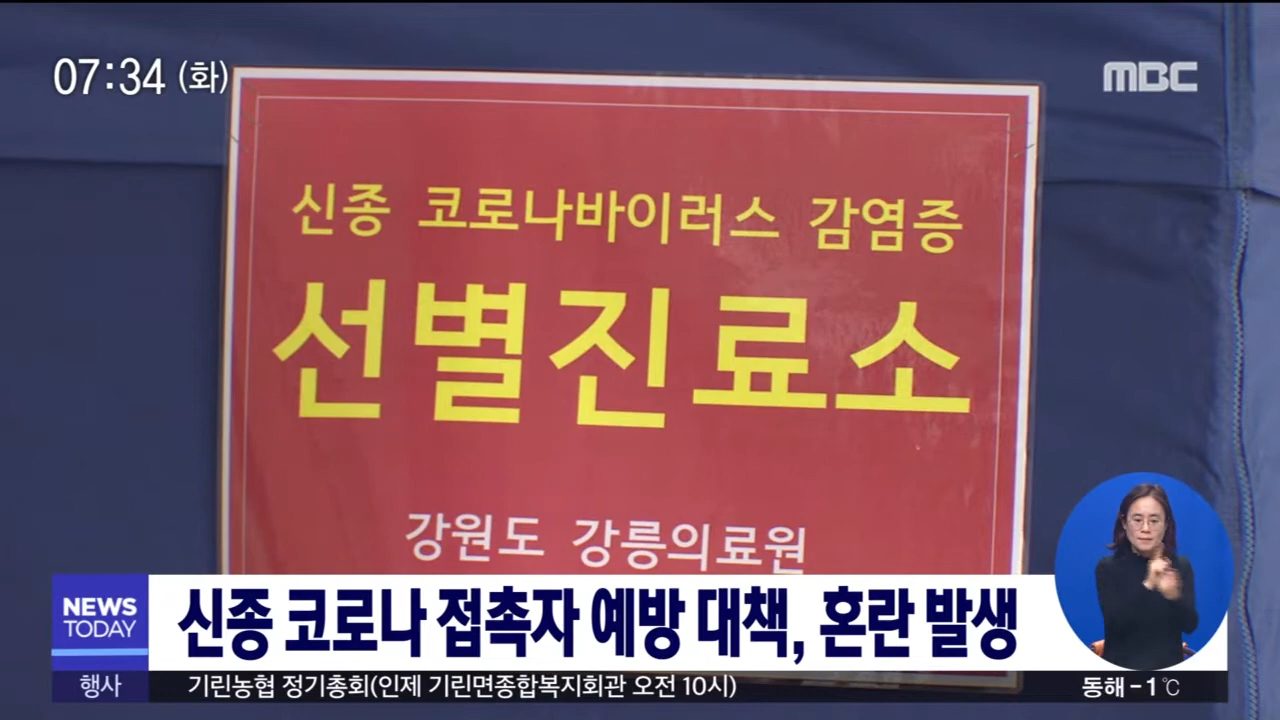 07:34 (화)
MBC
신종 코로나바이러스 감염증
선별진료소
강원도 강릉의료원
NEWS
TODAY
신종 코로나 접촉자 예방 대책, 혼란 발생
행사
기린농협 정기총회(인제 기린면종합복지회관 오전 10시)
동해 -1℃